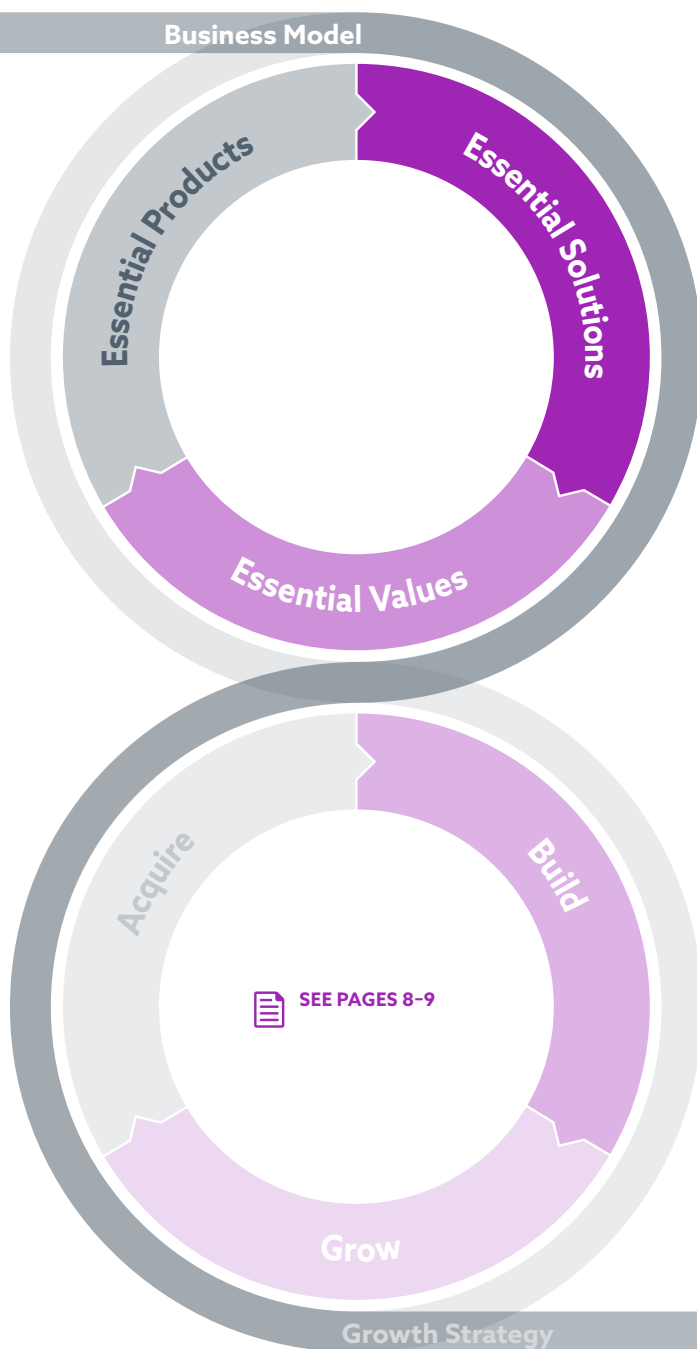 Business Model
Essential Products
Essential Solutions
Essential Values
Acquire
Build
SEE PAGES 8–9
Grow
Growth Strategy